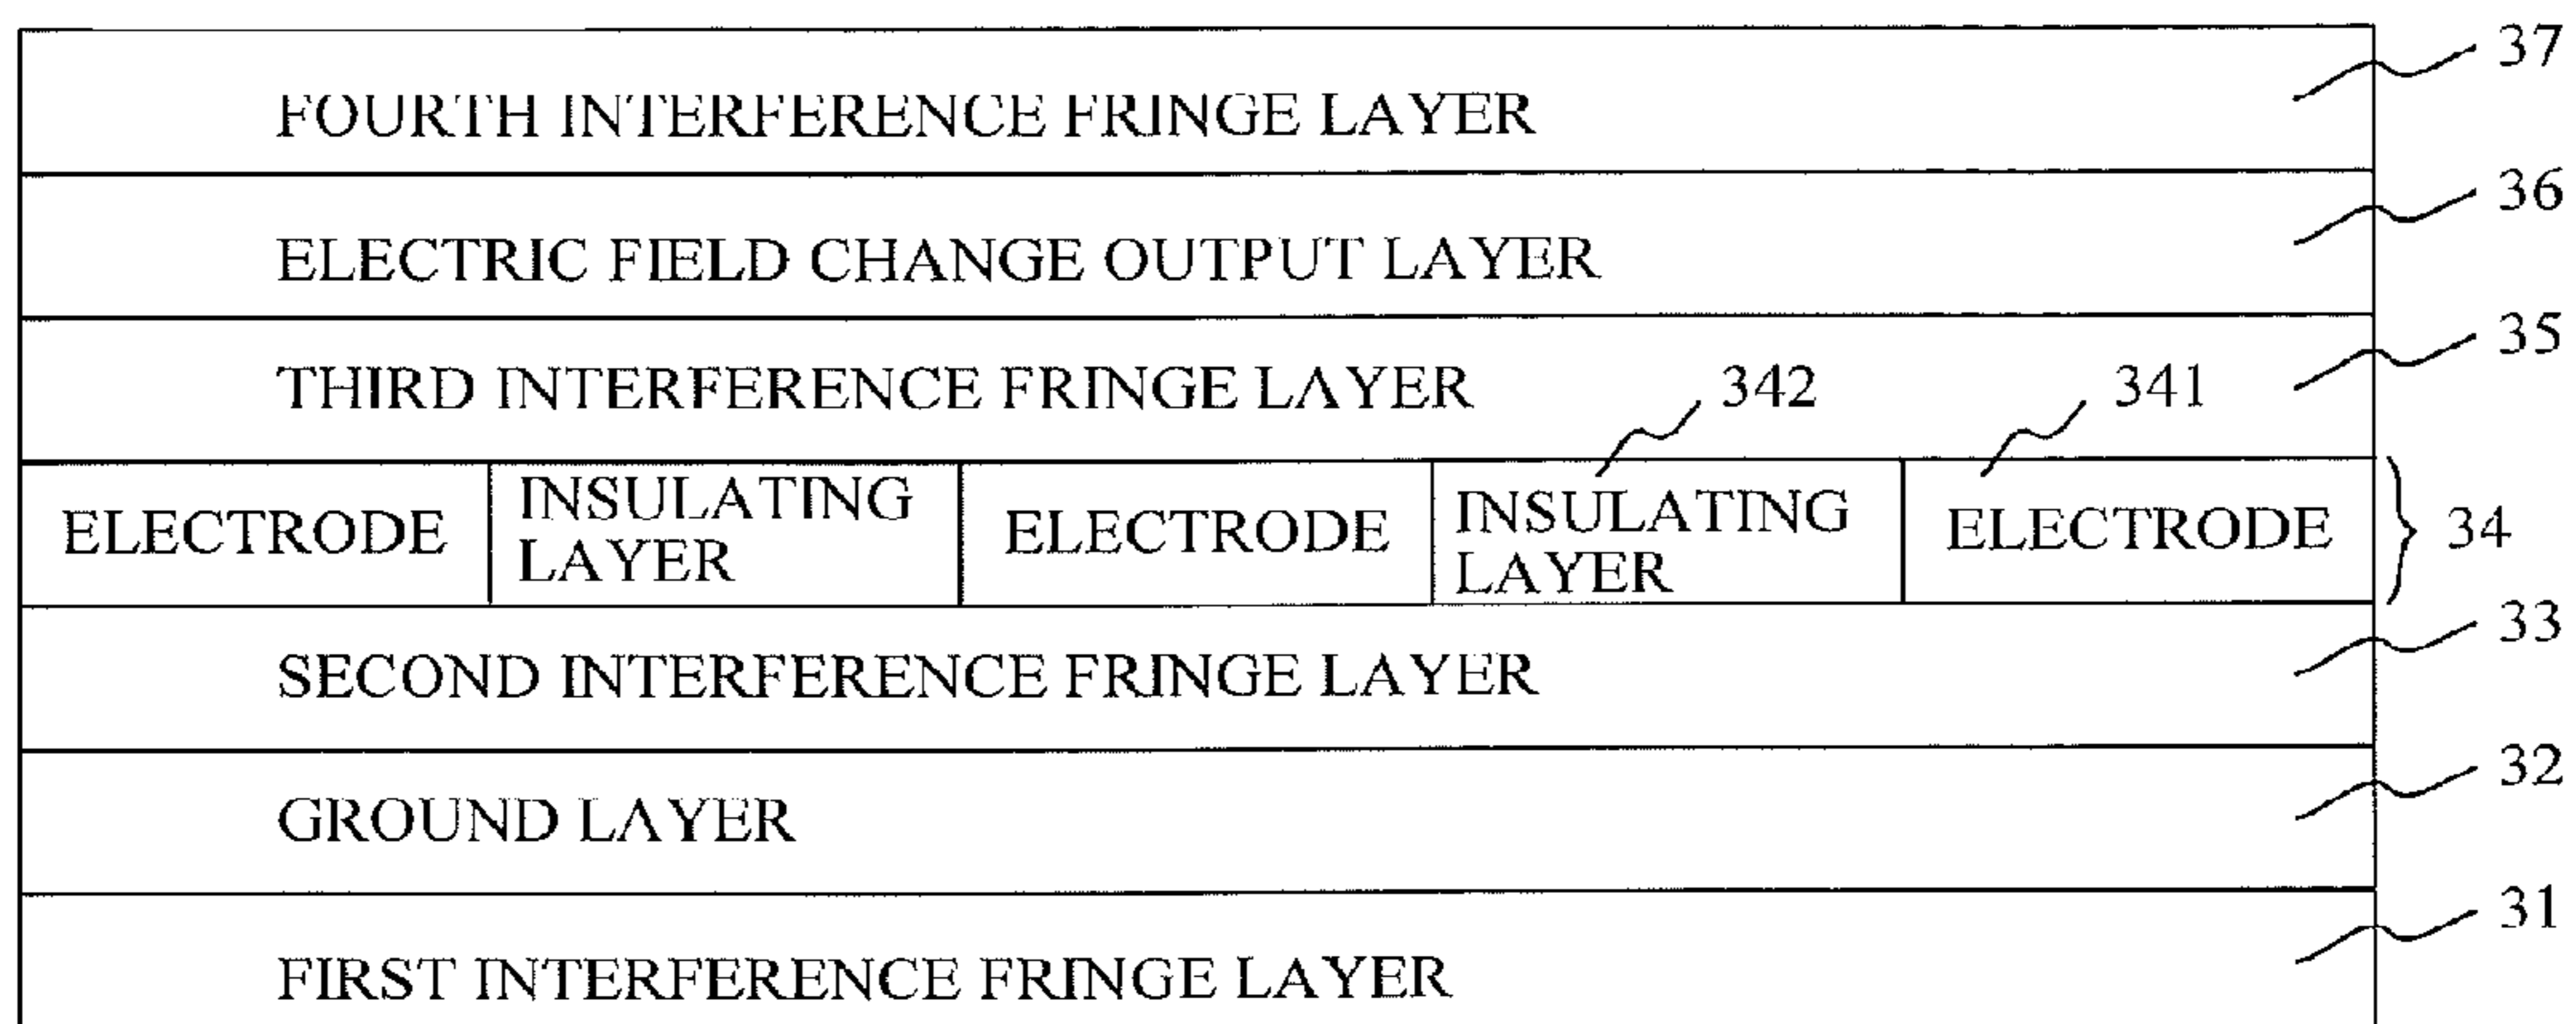 37
FOURTH INTERFERENCE FRINGE LAYER
36
ELECTRIC FIELD CHANGE OUTPUT LAYER
35
THIRD INTERFERENCE FRINGE LAYER
342
341
ELECTRODE
INSULATING
LAYER
ELECTRODE
INSULATING
LAYER
ELECTRODE
34
33
SECOND INTERFERENCE FRINGE LAYER
32
GROUND LAYER
31
FIRST INTERFERENCE FRINGE LAYER